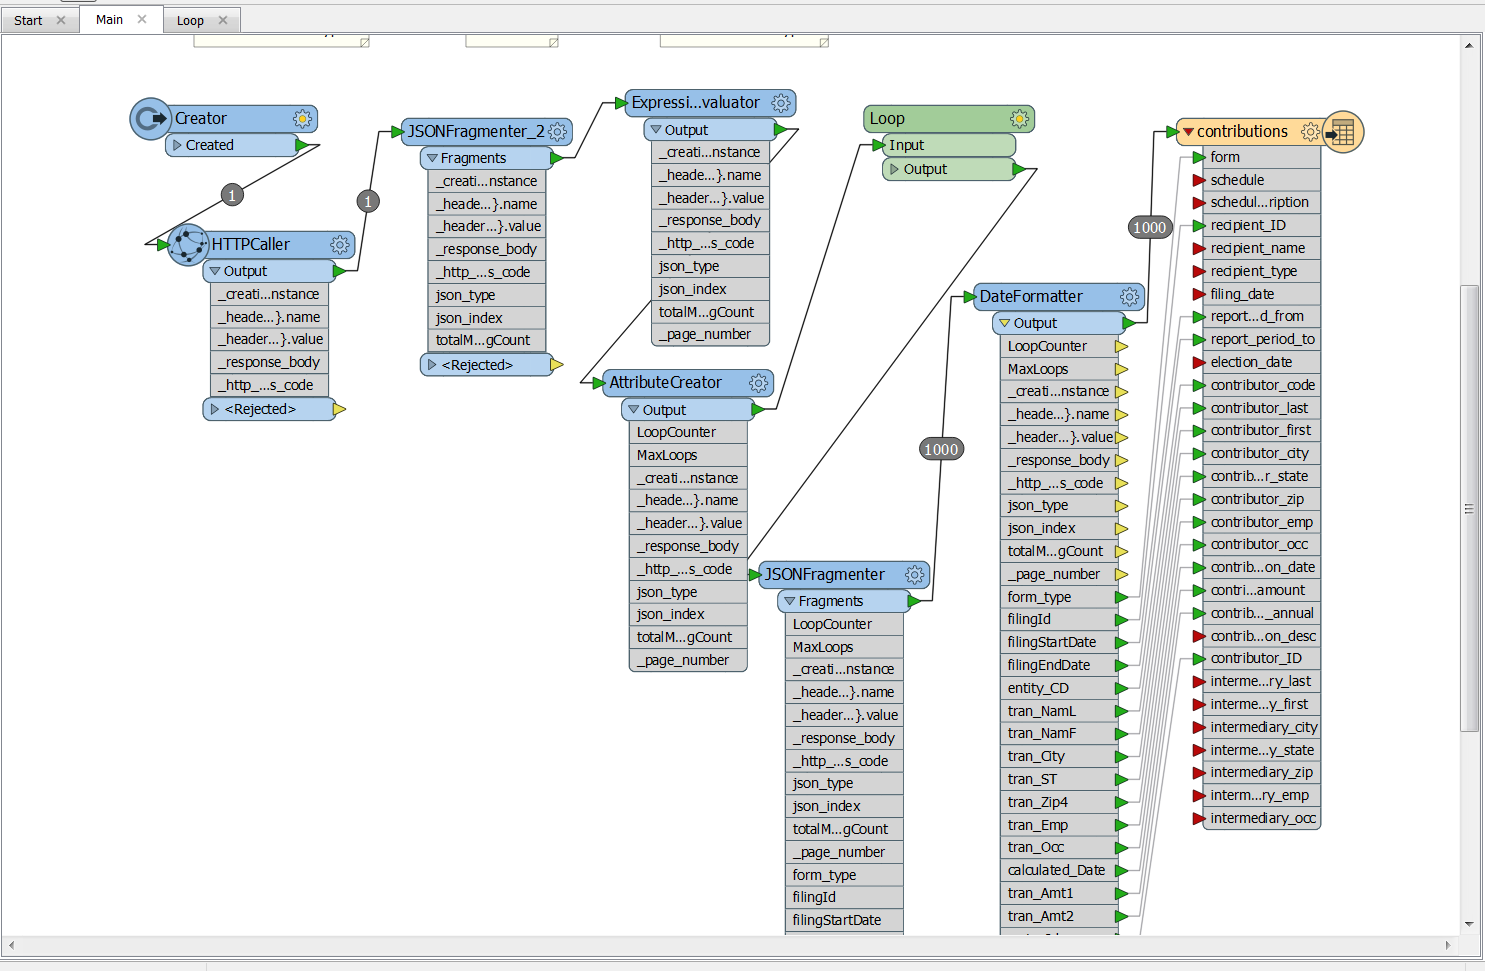 Start
Main
Loop
Creator
Created
1
HTTPCaller
Output
_creati...nstance
_heade...}.name
_header...}.value
_response_body
_http_...s_code
<Rejected>
1
JSONFragmenter_2
Fragments
_creati...nstance
_heade...}.name
_header...}.value
_response_body
_http_...s_code
json_type
json_index
totalM...gCount
<Rejected>
Expressi...valuator
Output
_creati...nstance
_heade...}.name
_header...}.value
_response_body
_http_...s_code
json_type
json_index
totalM...gCount
_page_number
AttributeCreator
Output
LoopCounter
MaxLoops
_creati...nstance
_heade...}.name
_header...}.value
_response_body
_http_...s_code
json_type
json_index
totalM...gCount
_page_number
Loop
Input
Output
JSONFragmenter
Fragments
LoopCounter
MaxLoops
_creati...nstance
_heade...}.name
_header...}.value
_response_body
_http_...s_code
json_type
json_index
totalM...gCount
_page_number
form_type
filingId
filingStartDate
1000
DateFormatter
Output
LoopCounter
MaxLoops
_creati...nstance
_heade...}.name
_header...}.value
_response_body
_http_...s_code
json_type
json_index
totalM...gCount
_page_number
form_type
filingId
filingStartDate
filingEndDate
entity_CD
tran_NamL
tran_NamF
tran_City
tran_ST
tran_Zip4
tran_Emp
tran_Occ
calculated_Date
tran_Amt1
tran_Amt2
1000
contributions
form
schedule
schedul...ription
recipient_ID
recipient_name
recipient_type
filing_date
report...d_from
report_period_to
election_date
contributor_code
contributor_last
contributor_first
contributor_city
contrib...r_state
contributor_zip
contributor_emp
contributor_occ
contrib...on_date
contri...amount
contrib..._annual
contrib...on_desc
contributor_ID
interme...ry_last
interme...y_first
intermediary_city
interme...y_state
intermediary_zip
interm...ry_emp
intermediary_occ